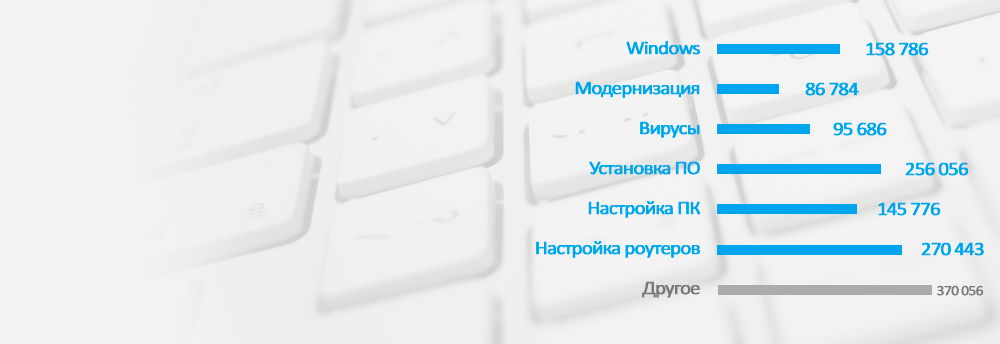 Windows 158 786
Модернизация 86 784
Вирусы 95 686
Установка ПО 256 056
Настройка ПК 145 776
Настройка роутеров 270 443
Другое 370 056